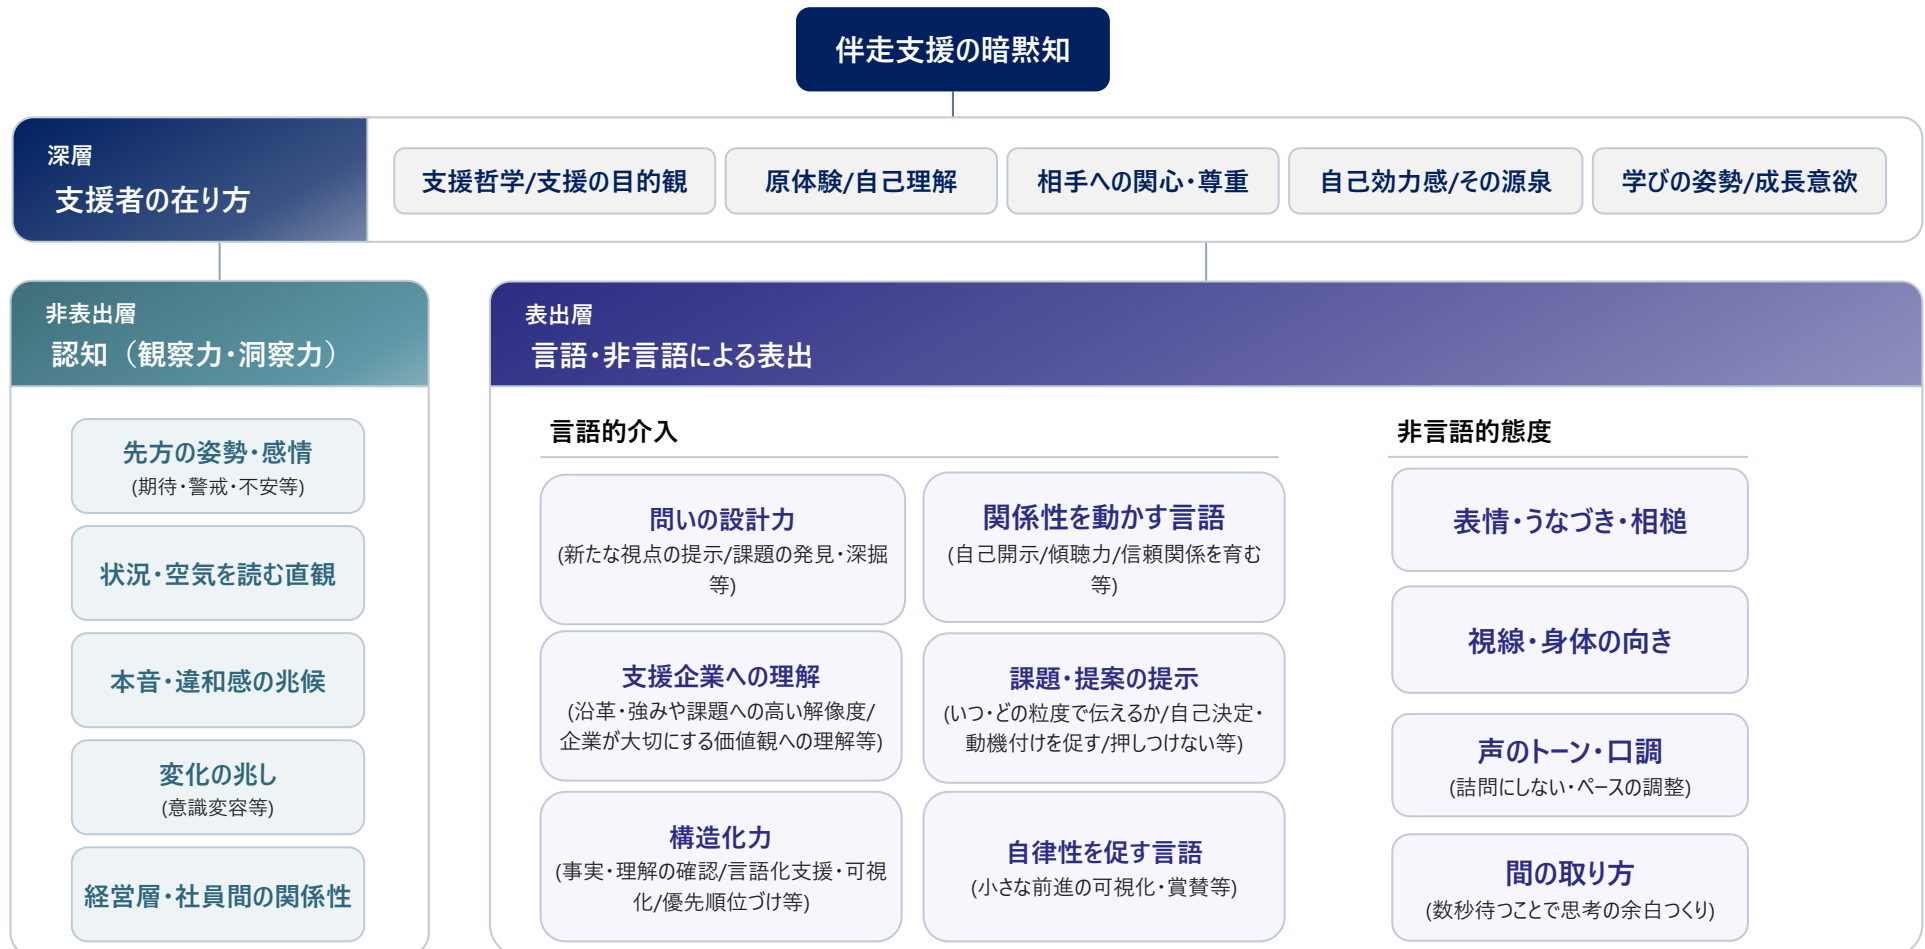 伴走支援の暗黙知
深層
支援者の在り方
支援哲学/支援の目的観
原体験/自己理解
相手への関心・尊重
自己効力感/その源泉
学びの姿勢/成長意欲
非表出層
認知（観察力・洞察力）
先方の姿勢・感情
(期待・警戒・不安等)
状況・空気を読む直観
本音・違和感の兆候
変化の兆し
(意識変容等)
経営層・社員間の関係性
表出層
言語・非言語による表出
言語的介入
問いの設計力
(新たな視点の提示/課題の発見・深掘
等)
関係性を動かす言語
(自己開示/傾聴力/信頼関係を育む
等)
支援企業への理解
(沿革・強みや課題への高い解像度/
企業が大切にする価値観への理解等)
課題・提案の提示
(いつ・どの粒度で伝えるか/自己決定・
動機付けを促す/押しつけない等)
構造化力
(事実・理解の確認/言語化支援・可視
化/優先順位づけ等)
自律性を促す言語
(小さな前進の可視化・賞賛等)
非言語的態度
表情・うなづき・相槌
視線・身体の向き
声のトーン・口調
(詰問にしない・ペースの調整)
間の取り方
(数秒待つことで思考の余白つくり)